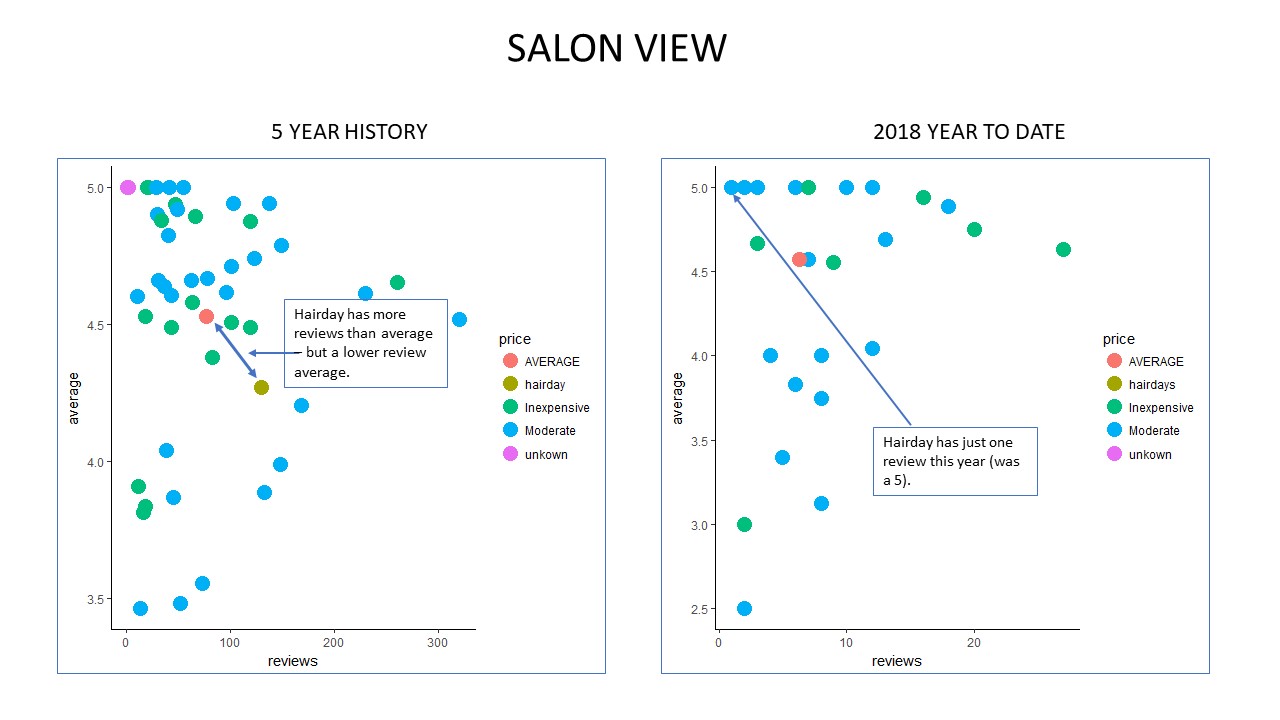 SALON VIEW
5 YEAR HISTORY
5.0
4.5
4.0
3.5
average
0 100 200 300
reviews
Hairday has more
reviews than average
– but a lower review
average.
price
AVERAGE
hairday
Inexpensive
Moderate
unkown
2018 YEAR TO DATE
5.0
4.5
4.0
3.5
3.0
2.5
average
0 10 20
reviews
Hairday has just one
review this year (was
a 5).
price
AVERAGE
hairdays
Inexpensive
Moderate
unkown